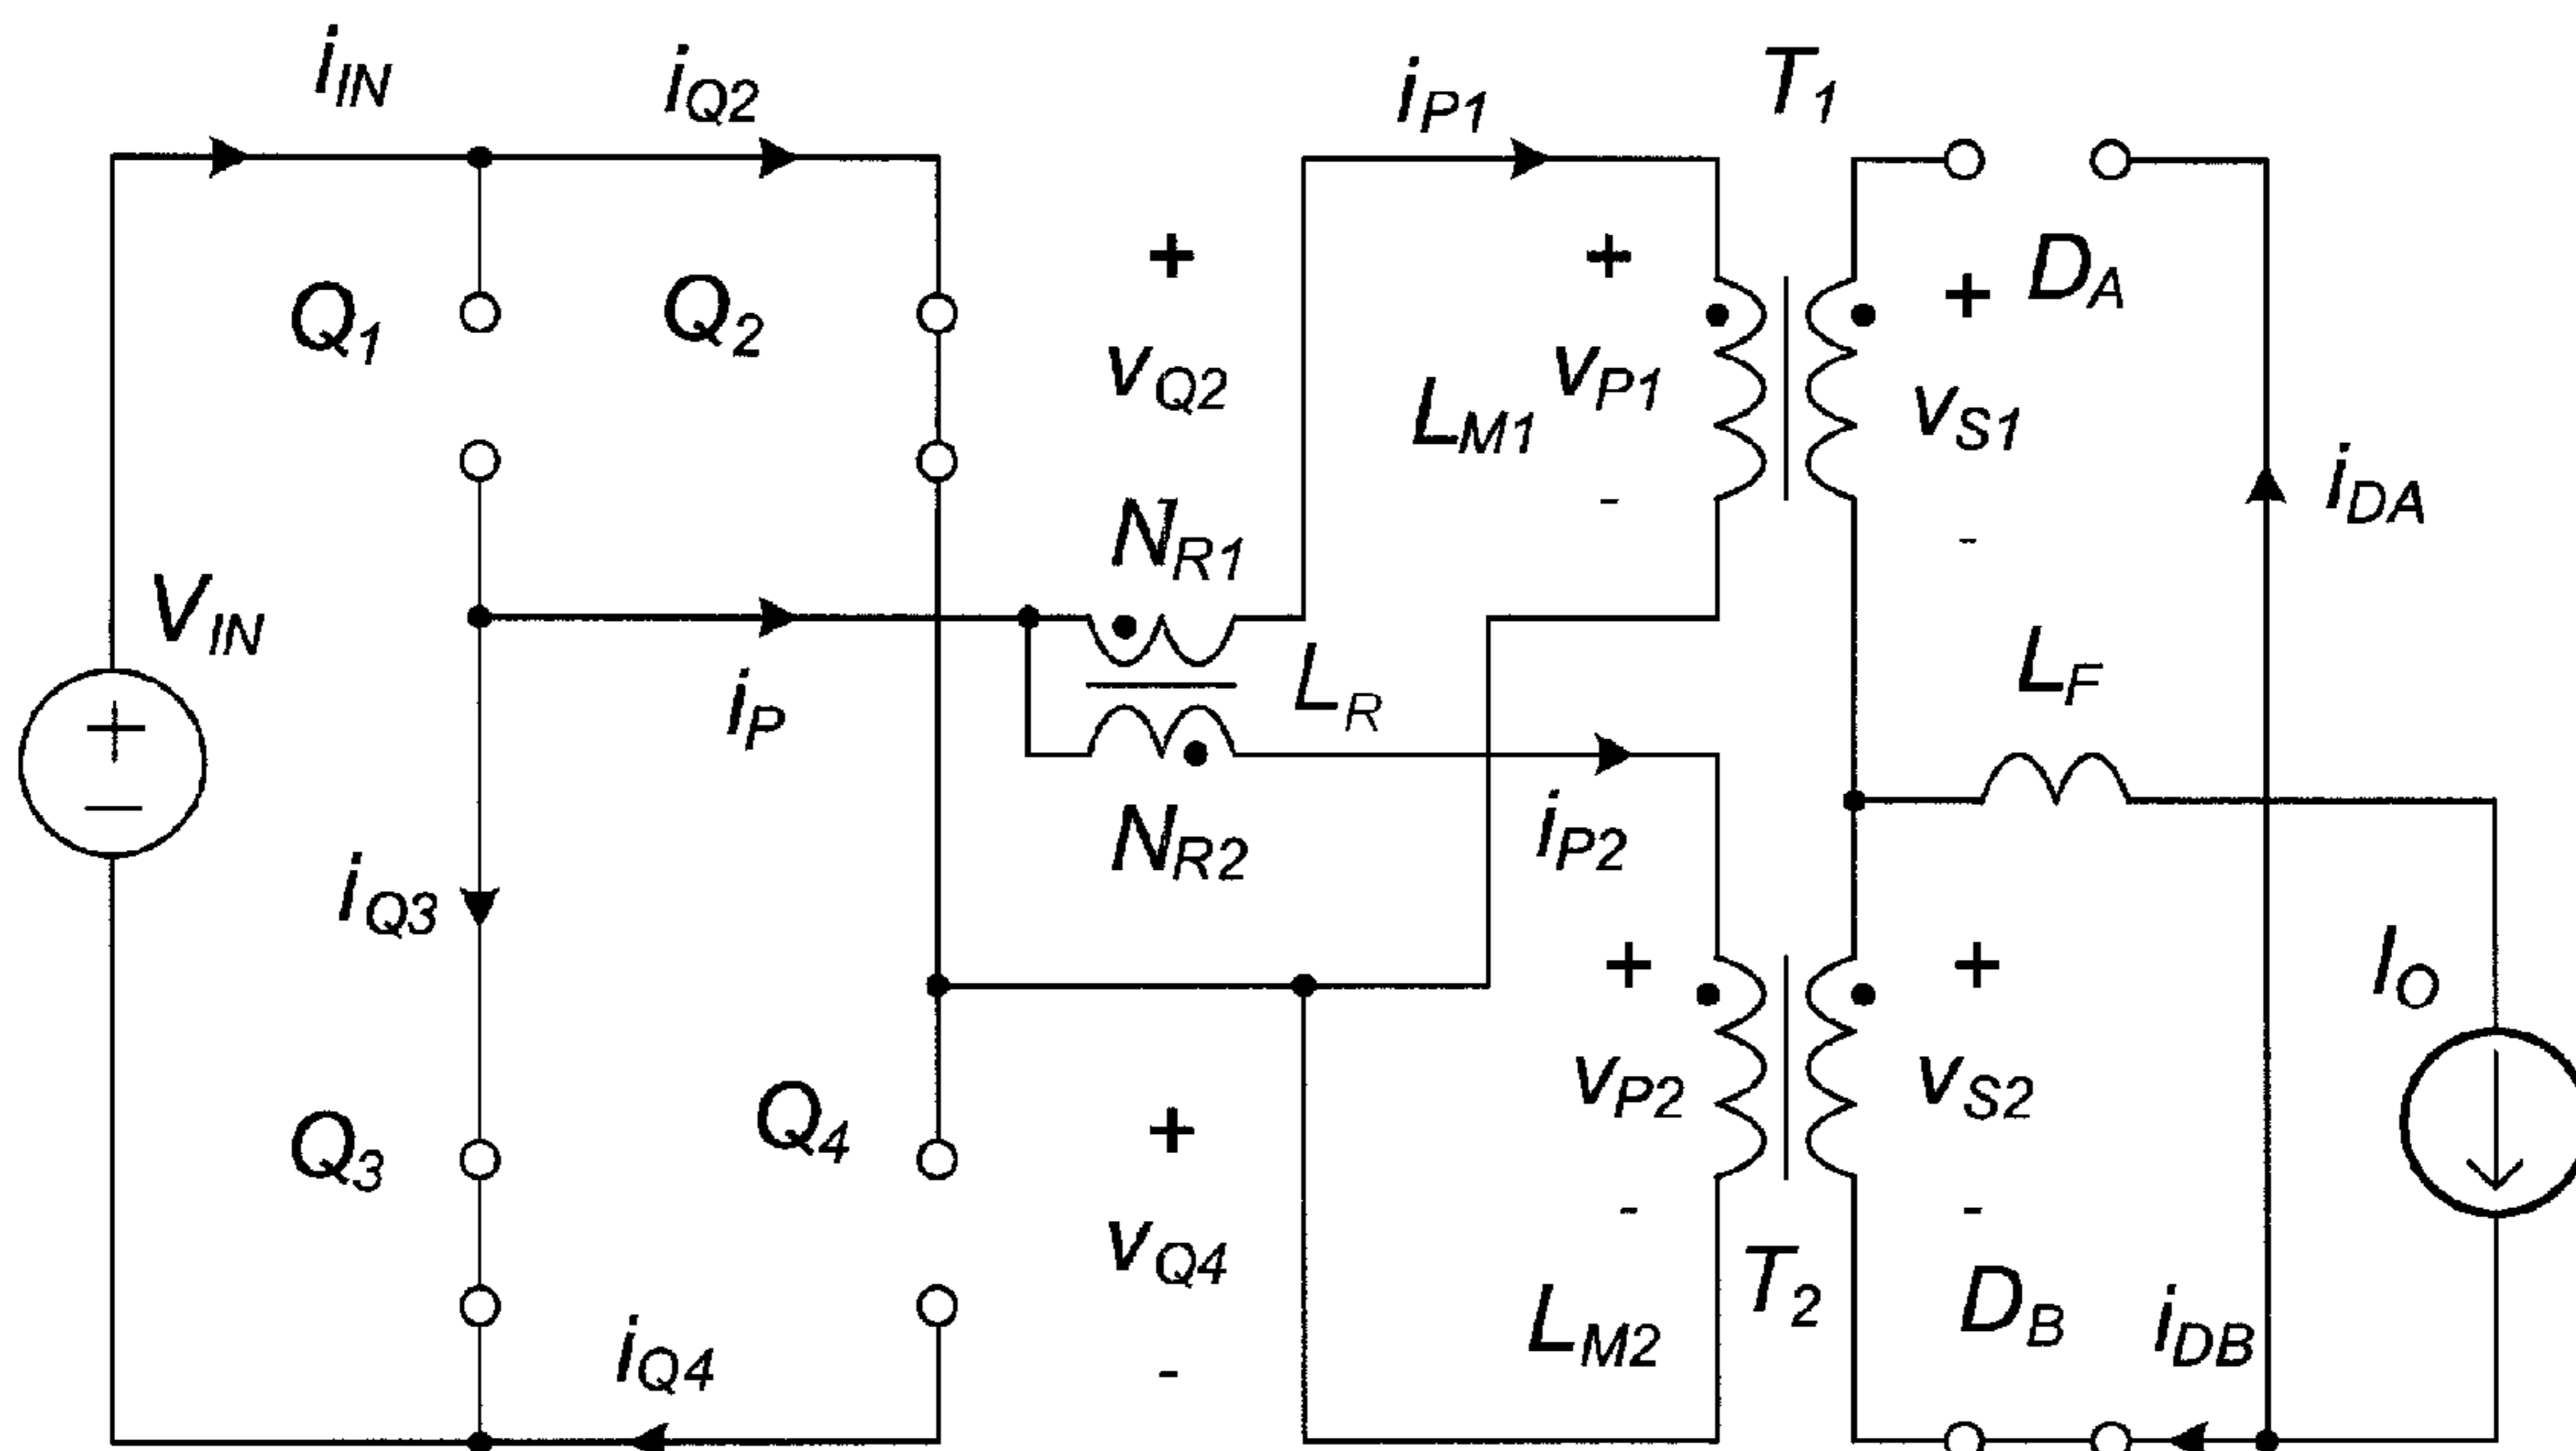 i_IN
i_Q2
i_P1
T_1
Q_1
Q_2
+
v_Q2
+
v_P1
-
L_M1
+
v_S1
-
D_A
i_DA
N_R1
V_IN
+
−
i_P
L_R
L_F
N_R2
i_P2
i_Q3
I_O
Q_3
Q_4
+
v_Q4
-
+
v_P2
-
+
v_S2
-
T_2
L_M2
D_B
i_DB
i_Q4